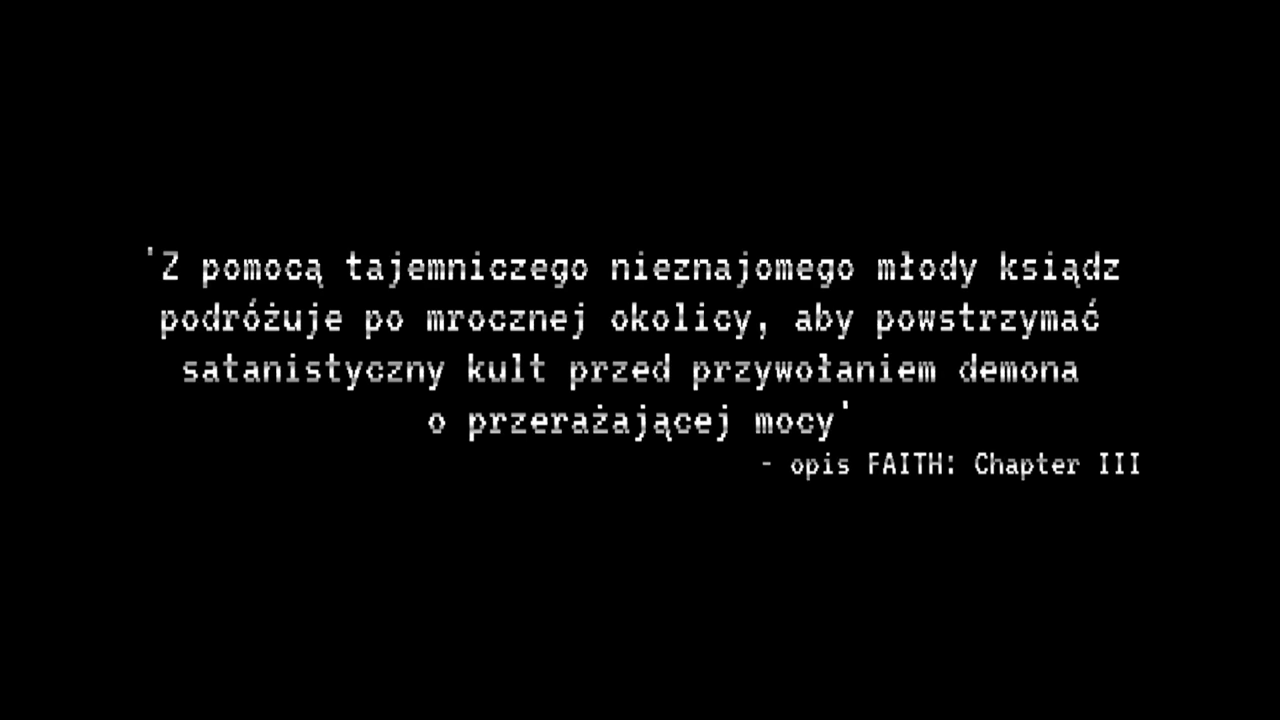 'Z pomocą tajemniczego nieznajomego młody ksiądz
podróżuje po mrocznej okolicy, aby powstrzymać
satanistyczny kult przed przywołaniem demona
o przerażającej mocy'
- opis FAITH: Chapter III